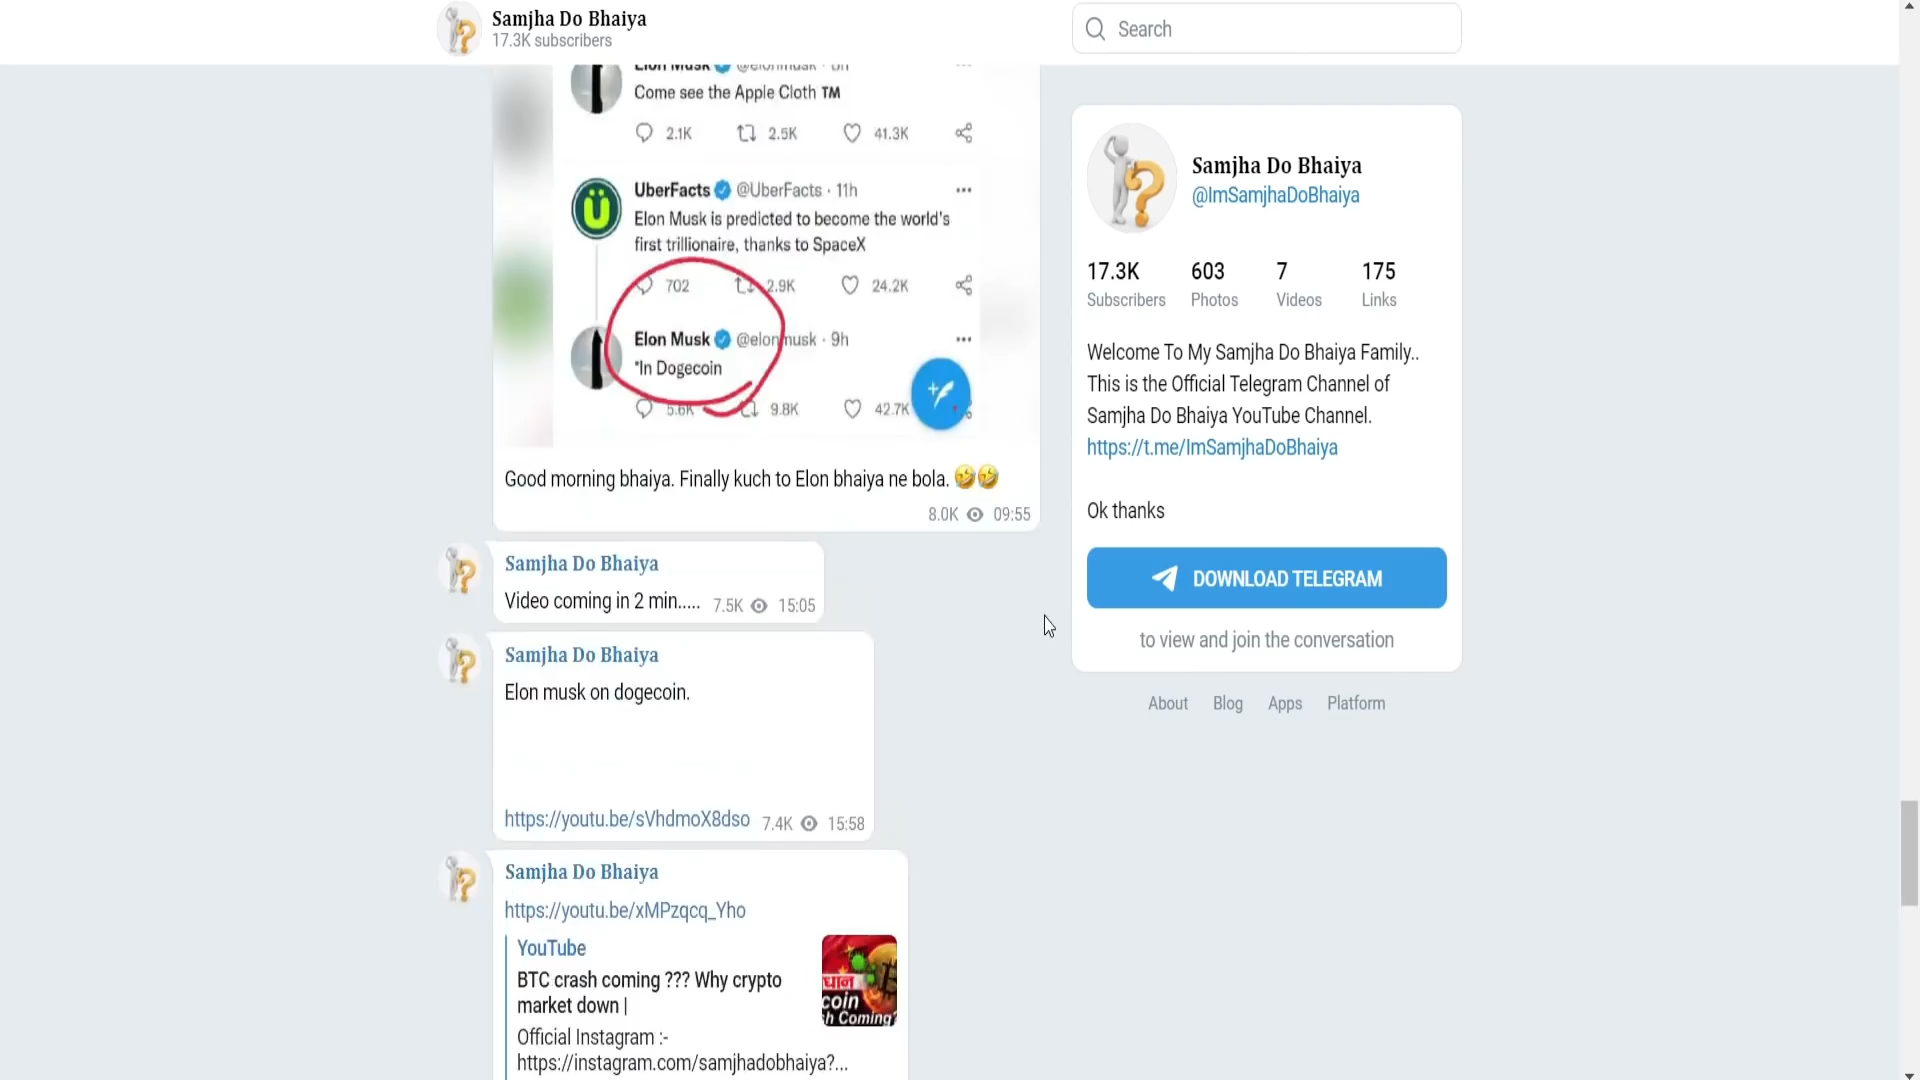 Samjha Do Bhaiya
17.3K subscribers
Search
Elon Musk @elonmusk · 8h
Come see the Apple Cloth TM
2.1K 2.5K 41.3K
UberFacts @UberFacts · 11h
Elon Musk is predicted to become the world's
first trillionaire, thanks to SpaceX
702 2.9K 24.2K
Elon Musk @elonmusk · 9h
*In Dogecoin
5.6K 9.8K 42.7K
Good morning bhaiya. Finally kuch to Elon bhaiya ne bola. 🤣🤣
8.0K 09:55
Samjha Do Bhaiya
Video coming in 2 min..... 7.5K 15:05
Samjha Do Bhaiya
Elon musk on dogecoin.
https://youtu.be/sVhdmoX8dso 7.4K 15:58
Samjha Do Bhaiya
https://youtu.be/xMPzqcq_Yho
YouTube
BTC crash coming ??? Why crypto
market down |
Official Instagram :-
https://instagram.com/samjhadobhaiya?...
coin
h Coming
Samjha Do Bhaiya
@ImSamjhaDoBhaiya
17.3K 603 7 175
Subscribers Photos Videos Links
Welcome To My Samjha Do Bhaiya Family..
This is the Official Telegram Channel of
Samjha Do Bhaiya YouTube Channel.
https://t.me/ImSamjhaDoBhaiya
Ok thanks
DOWNLOAD TELEGRAM
to view and join the conversation
About Blog Apps Platform